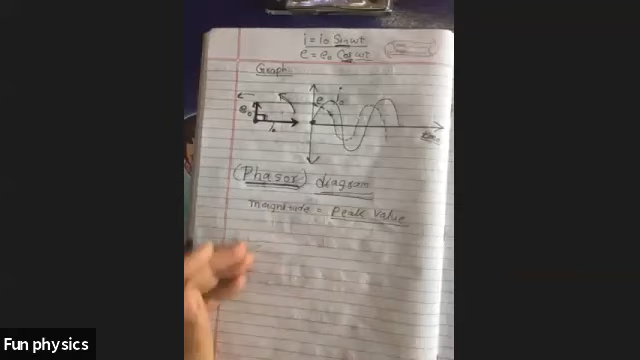 i = i₀ Sin ωt
e = e₀ Cos ωt
Graph
e i
e₀
i₀
(Phasor) diagram
magnitude = Peak value
Fun physics